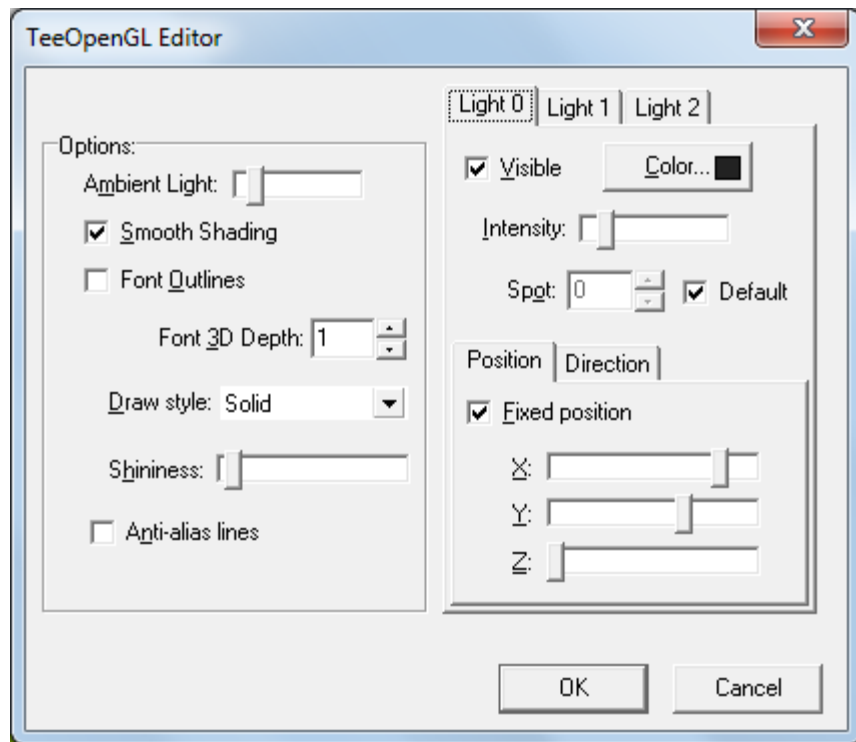 TeeOpenGL Editor
Options:
Ambient Light:
Smooth Shading
Font Outlines
Font 3D Depth: 1
Draw style: Solid
Shininess:
Anti-alias lines
Light 0 Light 1 Light 2
Visible Color...
Intensity:
Spot: 0 Default
Position Direction
Fixed position
X:
Y:
Z:
OK Cancel